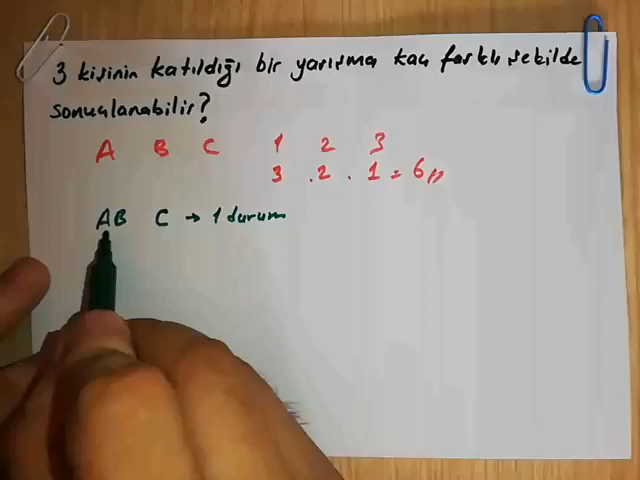 3 kişinin katıldığı bir yarışma kaç farklı şekilde
sonuçlanabilir?
A B C 1 2 3
3 . 2 . 1 = 6 //
AB C → 1 durum